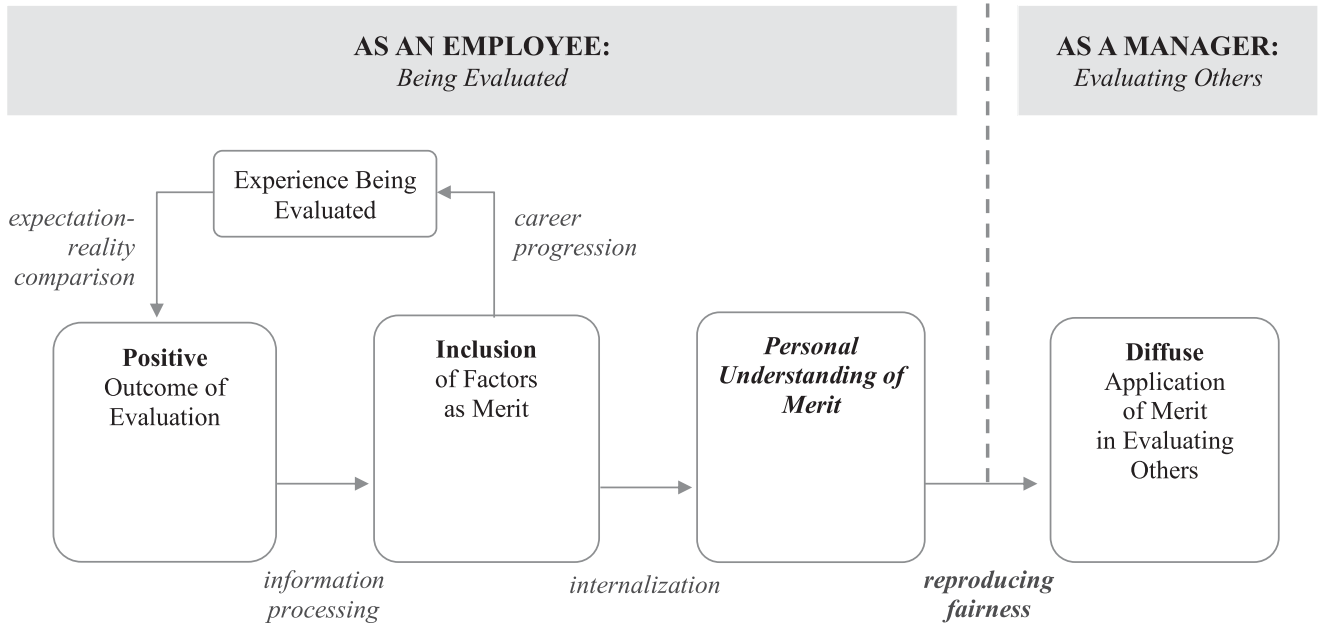 AS AN EMPLOYEE:
Being Evaluated
AS A MANAGER:
Evaluating Others
Experience Being
Evaluated
expectation-
reality
comparison
career
progression
Positive
Outcome of
Evaluation
Inclusion
of Factors
as Merit
Personal
Understanding of
Merit
Diffuse
Application
of Merit
in Evaluating
Others
information
processing
internalization
reproducing
fairness